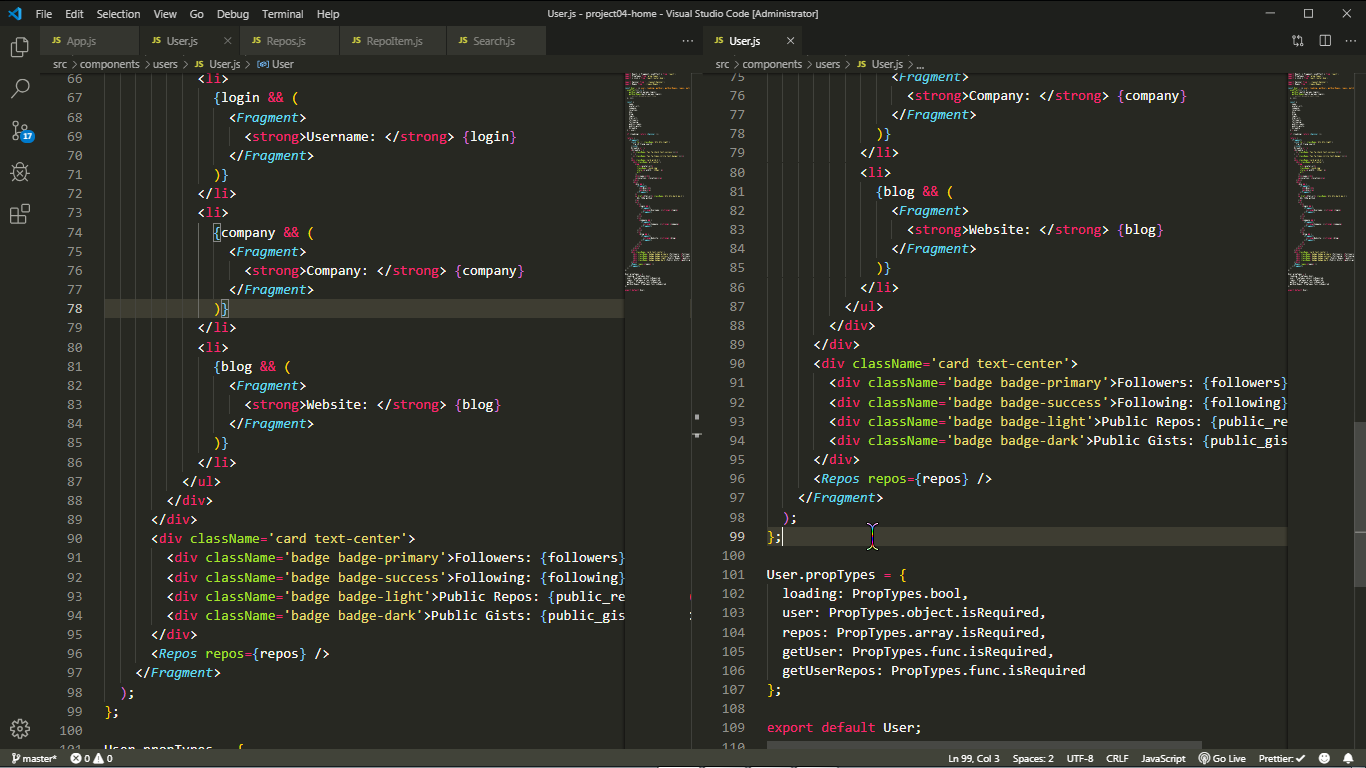 File Edit Selection View Go Debug Terminal Help
User.js - project04-home - Visual Studio Code [Administrator]
JS App.js
JS User.js
JS Repos.js
JS RepoItem.js
JS Search.js
JS User.js
src > components > users > JS User.js > User
src > components > users > JS User.js > ...
17
66 <li>
67 {login && (
68 <Fragment>
69 <strong>Username: </strong> {login}
70 </Fragment>
71 )}
72 </li>
73 <li>
74 {company && (
75 <Fragment>
76 <strong>Company: </strong> {company}
77 </Fragment>
78 )}
79 </li>
80 <li>
81 {blog && (
82 <Fragment>
83 <strong>Website: </strong> {blog}
84 </Fragment>
85 )}
86 </li>
87 </ul>
88 </div>
89 </div>
90 <div className='card text-center'>
91 <div className='badge badge-primary'>Followers: {followers}
92 <div className='badge badge-success'>Following: {following}
93 <div className='badge badge-light'>Public Repos: {public_re
94 <div className='badge badge-dark'>Public Gists: {public_gis
95 </div>
96 <Repos repos={repos} />
97 </Fragment>
98 );
99 };
100
101 User.propTypes = {
75 <Fragment>
76 <strong>Company: </strong> {company}
77 </Fragment>
78 )}
79 </li>
80 <li>
81 {blog && (
82 <Fragment>
83 <strong>Website: </strong> {blog}
84 </Fragment>
85 )}
86 </li>
87 </ul>
88 </div>
89 </div>
90 <div className='card text-center'>
91 <div className='badge badge-primary'>Followers: {followers}
92 <div className='badge badge-success'>Following: {following}
93 <div className='badge badge-light'>Public Repos: {public_re
94 <div className='badge badge-dark'>Public Gists: {public_gis
95 </div>
96 <Repos repos={repos} />
97 </Fragment>
98 );
99 };
100
101 User.propTypes = {
102 loading: PropTypes.bool,
103 user: PropTypes.object.isRequired,
104 repos: PropTypes.array.isRequired,
105 getUser: PropTypes.func.isRequired,
106 getUserRepos: PropTypes.func.isRequired
107 };
108
109 export default User;
110
master* 0 0
Ln 99, Col 3 Spaces: 2 UTF-8 CRLF JavaScript Go Live Prettier: ✓